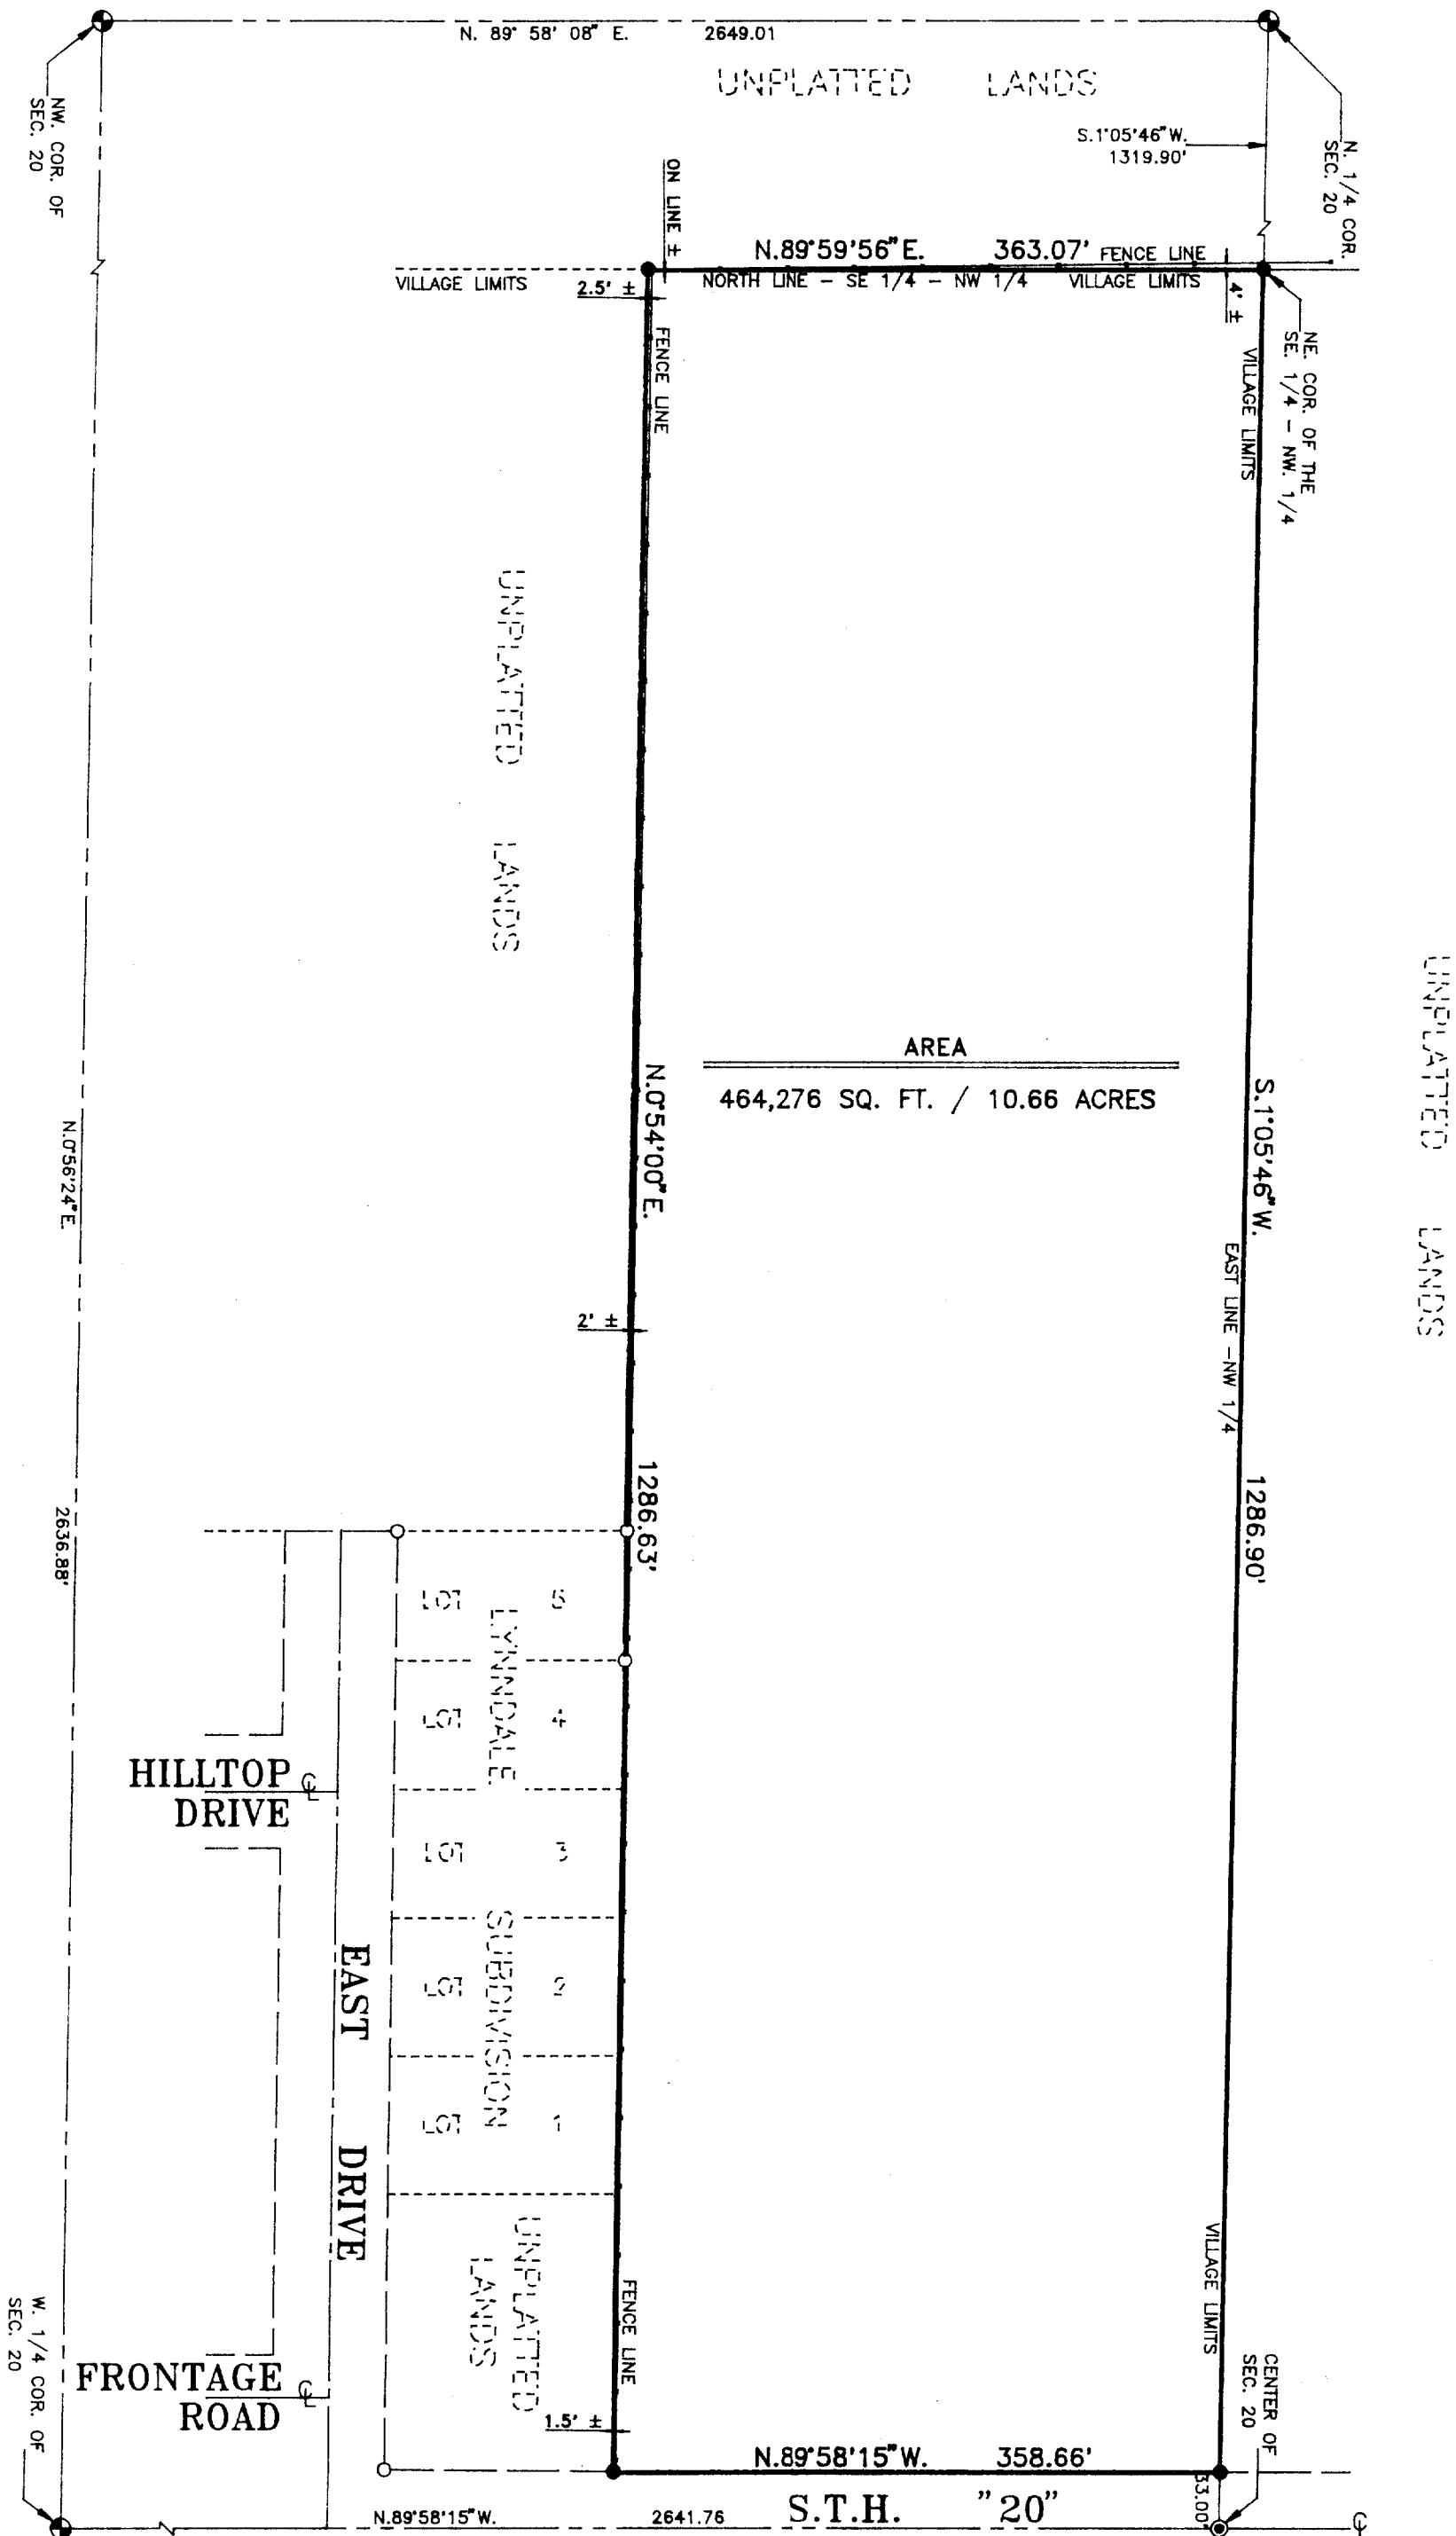 N. 89° 58' 08" E. 2649.01
UNPLATTED LANDS
S.1°05'46"W.
1319.90'
N. 1/4 COR.
SEC. 20
NW. COR. OF
SEC. 20
ON LINE ±
N.89°59'56"E. 363.07' FENCE LINE
VILLAGE LIMITS
2.5' ±
NORTH LINE - SE 1/4 - NW 1/4 VILLAGE LIMITS
4' ±
NE. COR. OF THE
SE. 1/4 - NW. 1/4
FENCE LINE
VILLAGE LIMITS
UNPLATTED LANDS
UNPLATTED LANDS
AREA
464,276 SQ. FT. / 10.66 ACRES
N.0°54'00"E.
1286.63'
S.1°05'46"W.
1286.90'
EAST LINE -NW 1/4
N.0°56'24"E.
2636.88'
2' ±
LOT 5
LOT 4
LOT 3
LOT 2
LOT 1
LYNNDALE SUBDIVISION
HILLTOP
DRIVE
EAST DRIVE
UNPLATTED
LANDS
FENCE LINE
VILLAGE LIMITS
FRONTAGE
ROAD
1.5' ±
CENTER OF
SEC. 20
W. 1/4 COR. OF
SEC. 20
N.89°58'15"W. 358.66'
33.00'
N.89°58'15"W. 2641.76
S.T.H. "20"